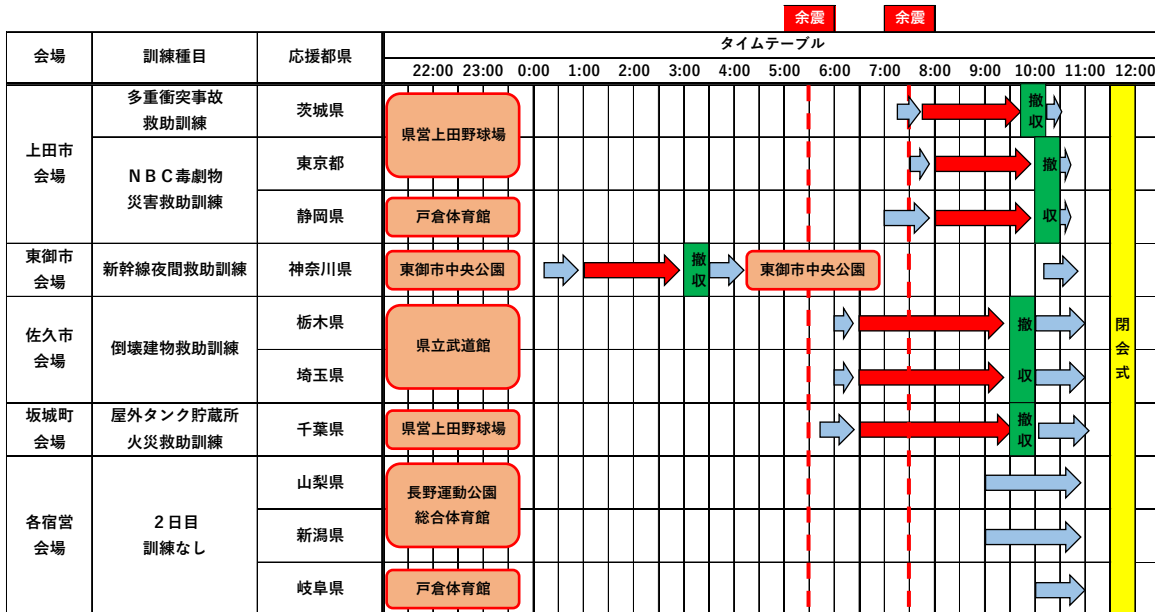 余震
余震
会場
訓練種目
応援都県
タイムテーブル
22:00 23:00 0:00 1:00 2:00 3:00 4:00 5:00 6:00 7:00 8:00 9:00 10:00 11:00 12:00
上田市
会場
多重衝突事故
救助訓練
茨城県
県営上田野球場
撤
収
ＮＢＣ毒劇物
災害救助訓練
東京都
撤
静岡県
戸倉体育館
収
東御市
会場
新幹線夜間救助訓練
神奈川県
東御市中央公園
撤
収
東御市中央公園
佐久市
会場
倒壊建物救助訓練
栃木県
県立武道館
撤
埼玉県
収
坂城町
会場
屋外タンク貯蔵所
火災救助訓練
千葉県
県営上田野球場
撤
収
各宿営
会場
２日目
訓練なし
山梨県
長野運動公園
総合体育館
新潟県
岐阜県
戸倉体育館
閉
会
式